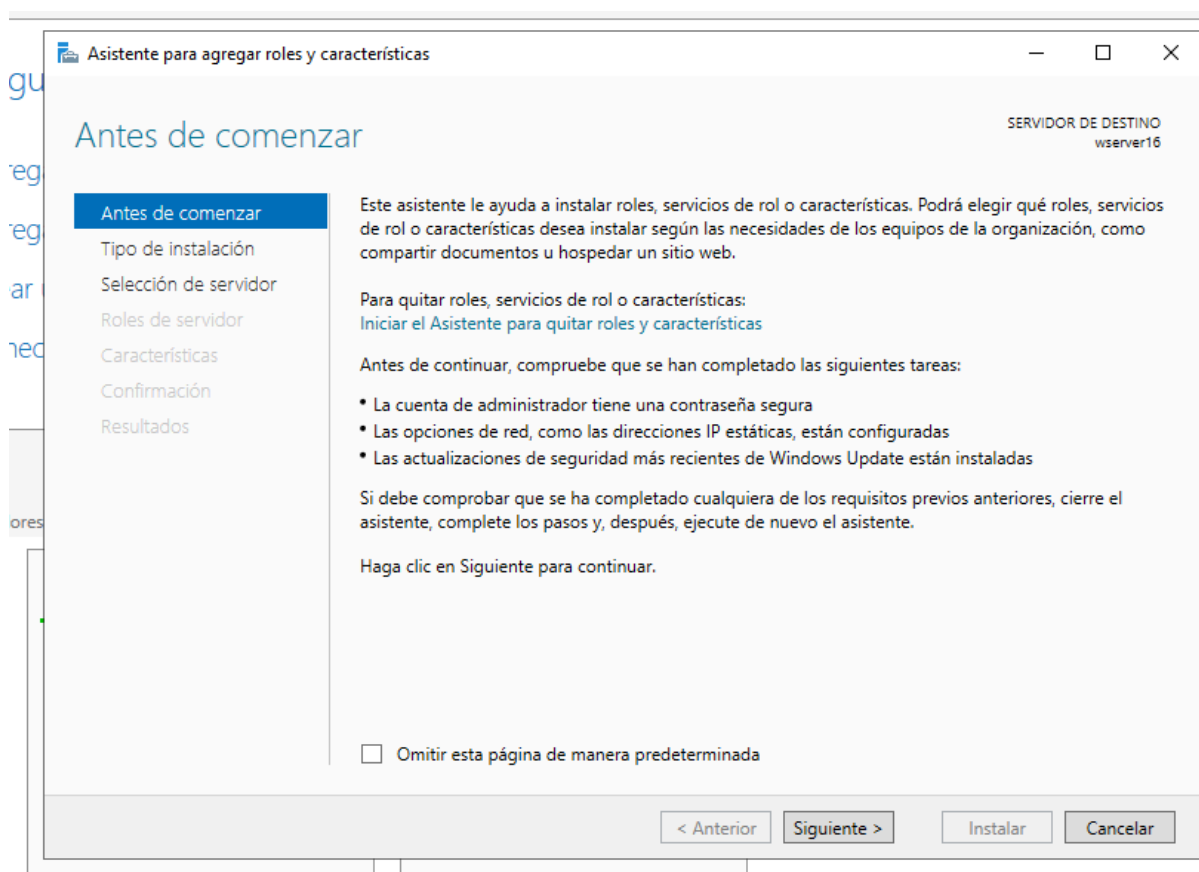 Asistente para agregar roles y características
Antes de comenzar
SERVIDOR DE DESTINO
wserver16
Antes de comenzar
Tipo de instalación
Selección de servidor
Roles de servidor
Características
Confirmación
Resultados
Este asistente le ayuda a instalar roles, servicios de rol o características. Podrá elegir qué roles, servicios
de rol o características desea instalar según las necesidades de los equipos de la organización, como
compartir documentos u hospedar un sitio web.
Para quitar roles, servicios de rol o características:
Iniciar el Asistente para quitar roles y características
Antes de continuar, compruebe que se han completado las siguientes tareas:
• La cuenta de administrador tiene una contraseña segura
• Las opciones de red, como las direcciones IP estáticas, están configuradas
• Las actualizaciones de seguridad más recientes de Windows Update están instaladas
Si debe comprobar que se ha completado cualquiera de los requisitos previos anteriores, cierre el
asistente, complete los pasos y, después, ejecute de nuevo el asistente.
Haga clic en Siguiente para continuar.
Omitir esta página de manera predeterminada
< Anterior
Siguiente >
Instalar
Cancelar